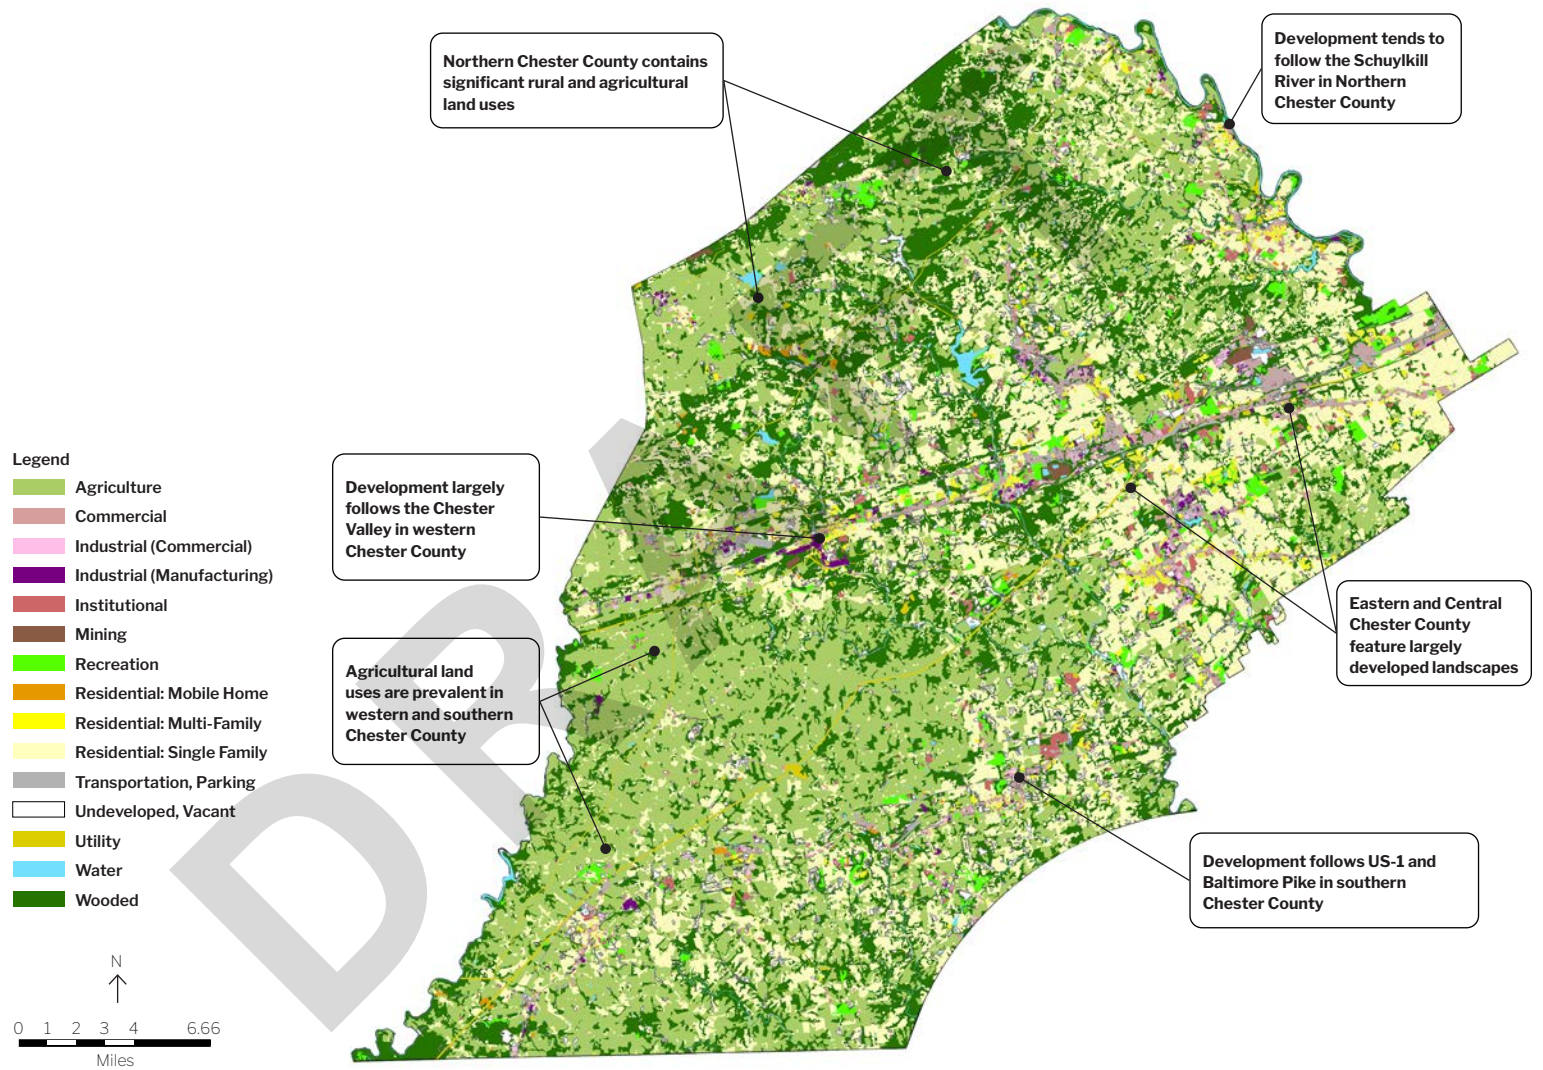 Northern Chester County contains
significant rural and agricultural
land uses
Development tends to
follow the Schuylkill
River in Northern
Chester County
Legend
Agriculture
Commercial
Industrial (Commercial)
Industrial (Manufacturing)
Institutional
Mining
Recreation
Residential: Mobile Home
Residential: Multi-Family
Residential: Single Family
Transportation, Parking
Undeveloped, Vacant
Utility
Water
Wooded
Development largely
follows the Chester
Valley in western
Chester County
Agricultural land
uses are prevalent in
western and southern
Chester County
Eastern and Central
Chester County
feature largely
developed landscapes
Development follows US-1 and
Baltimore Pike in southern
Chester County
N
0 1 2 3 4 6.66
Miles